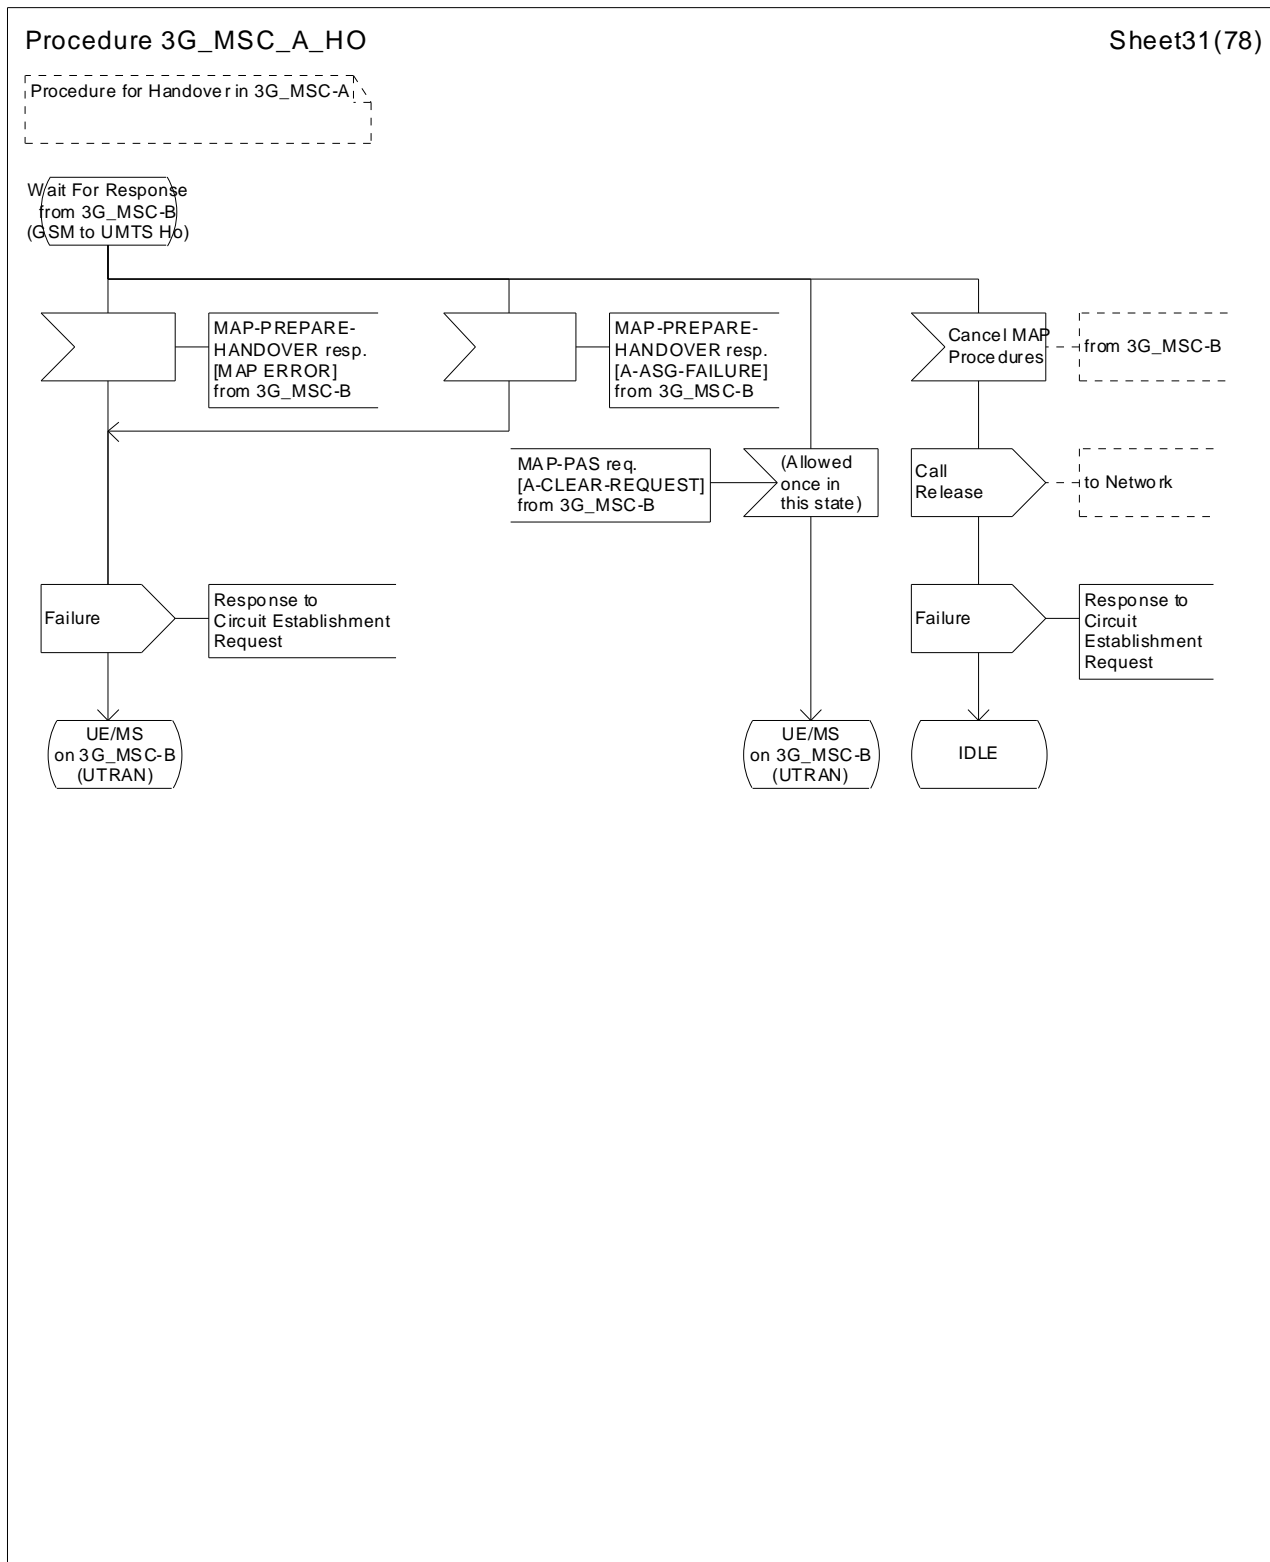 Procedure 3G_MSC_A_HO
Sheet31(78)
Procedure for Handover in 3G_MSC-A
Wait For Response
from 3G_MSC-B
(GSM to UMTS Ho)
MAP-PREPARE-
HANDOVER resp.
[MAP ERROR]
from 3G_MSC-B
MAP-PREPARE-
HANDOVER resp.
[A-ASG-FAILURE]
from 3G_MSC-B
Cancel MAP
Procedures
from 3G_MSC-B
MAP-PAS req.
[A-CLEAR-REQUEST]
from 3G_MSC-B
(Allowed
once in
this state)
Call
Release
to Network
Failure
Response to
Circuit Establishment
Request
Failure
Response to
Circuit
Establishment
Request
UE/MS
on 3G_MSC-B
(UTRAN)
UE/MS
on 3G_MSC-B
(UTRAN)
IDLE